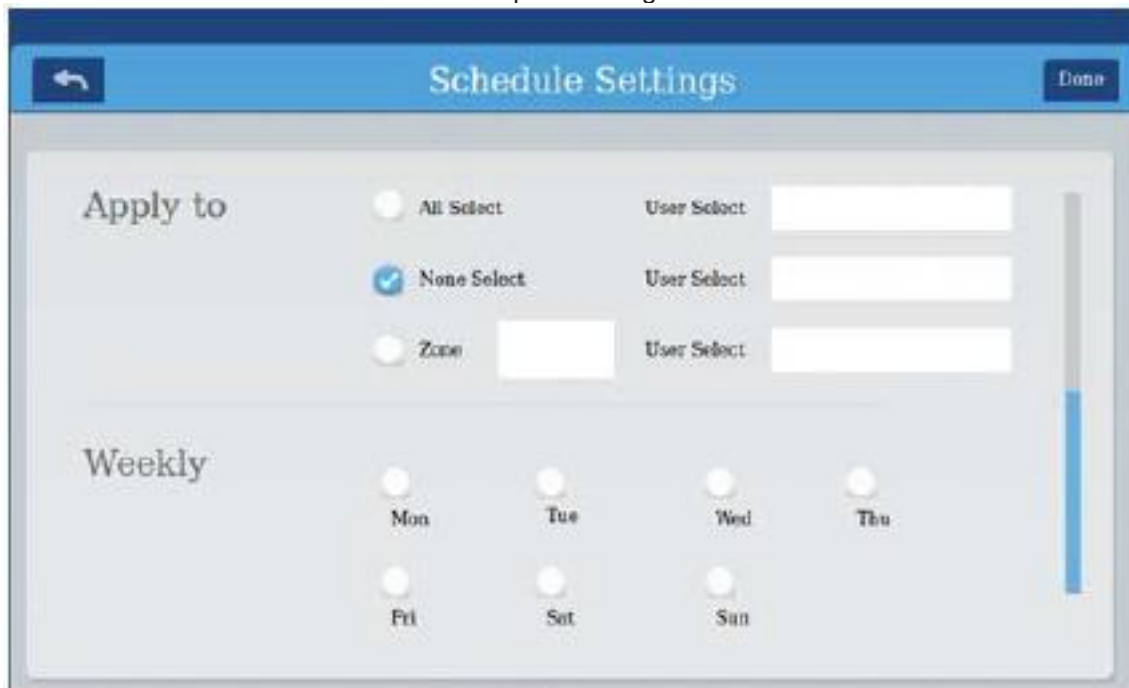 Schedule Settings
Done
Apply to
All Select
User Select
None Select
User Select
Zone
User Select
Weekly
Mon
Tue
Wed
Thu
Fri
Sat
Sun